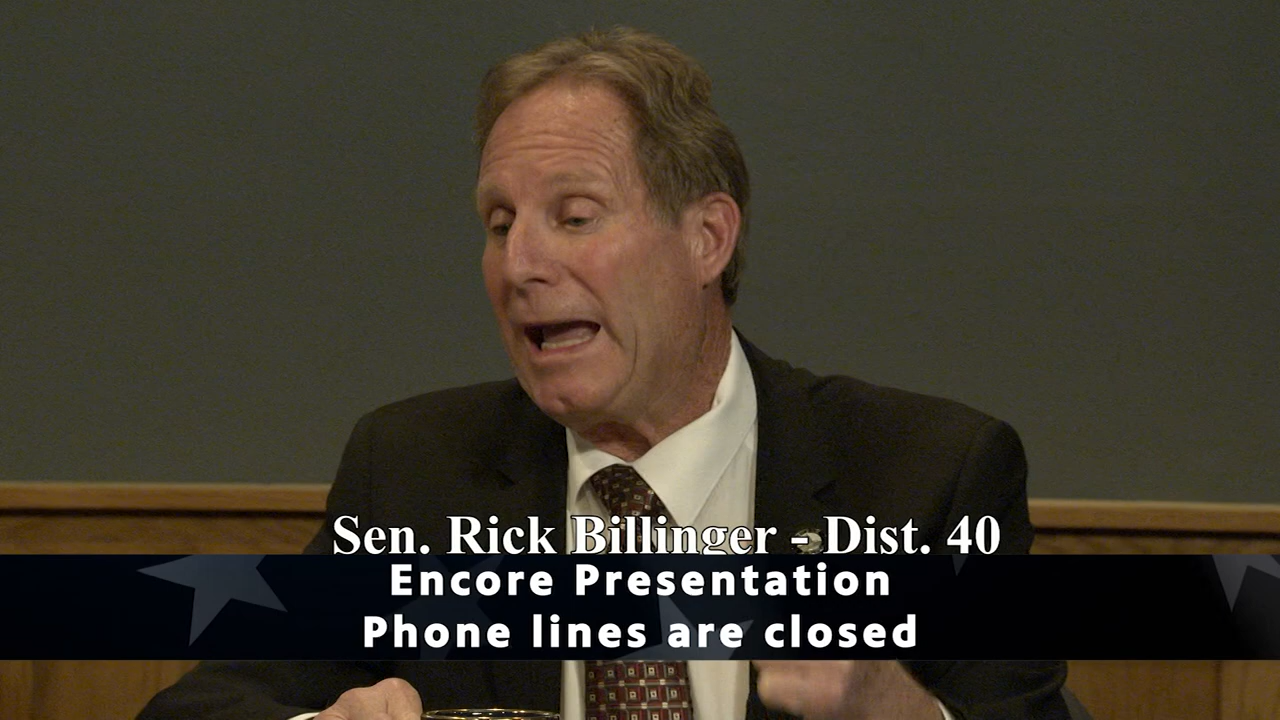 Sen. Rick Billinger - Dist. 40
Encore Presentation
Phone lines are closed